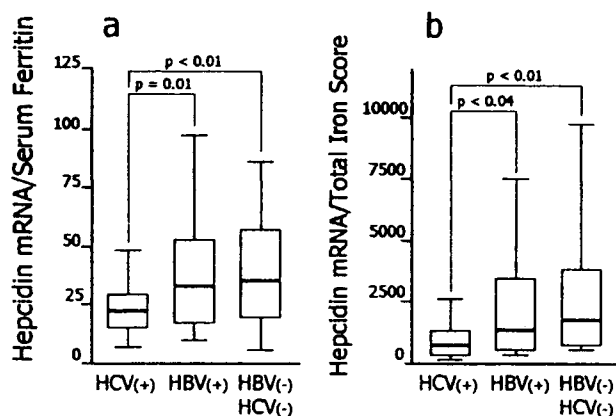 a
Hepcidin mRNA/Serum Ferritin
125
100
75
50
25
0
p < 0.01
p = 0.01
HCV(+)
HBV(+)
HBV(-)
HCV(-)
b
Hepcidin mRNA/Total Iron Score
10000
7500
5000
2500
0
p < 0.01
p < 0.04
HCV(+)
HBV(+)
HBV(-)
HCV(-)